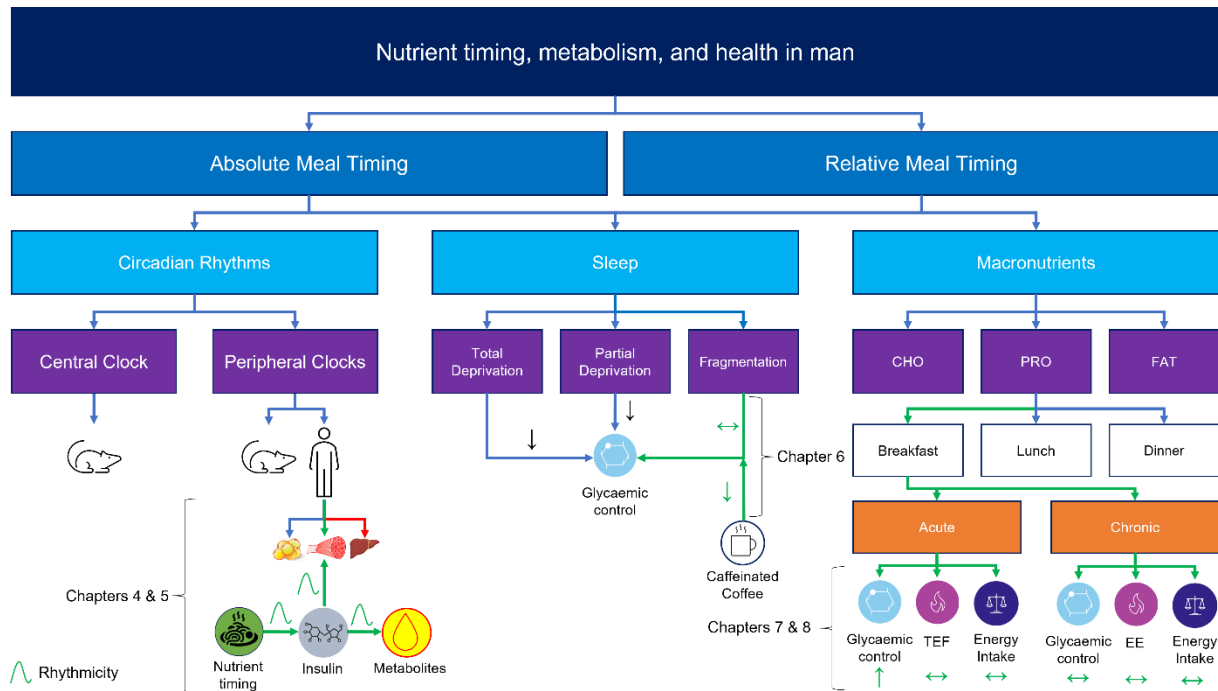 Nutrient timing, metabolism, and health in man
Absolute Meal Timing
Relative Meal Timing
Circadian Rhythms
Sleep
Macronutrients
Central Clock
Peripheral Clocks
Total
Deprivation
Partial
Deprivation
Fragmentation
CHO
PRO
FAT
↓
↓
↔
Glycaemic
control
↓
Chapter 6
Caffeinated
Coffee
Breakfast
Lunch
Dinner
Acute
Chronic
Chapters 4 & 5
Nutrient
timing
Insulin
Metabolites
Rhythmicity
Chapters 7 & 8
Glycaemic
control
↑
TEF
↔
Energy
Intake
↔
Glycaemic
control
↔
EE
↔
Energy
Intake
↔